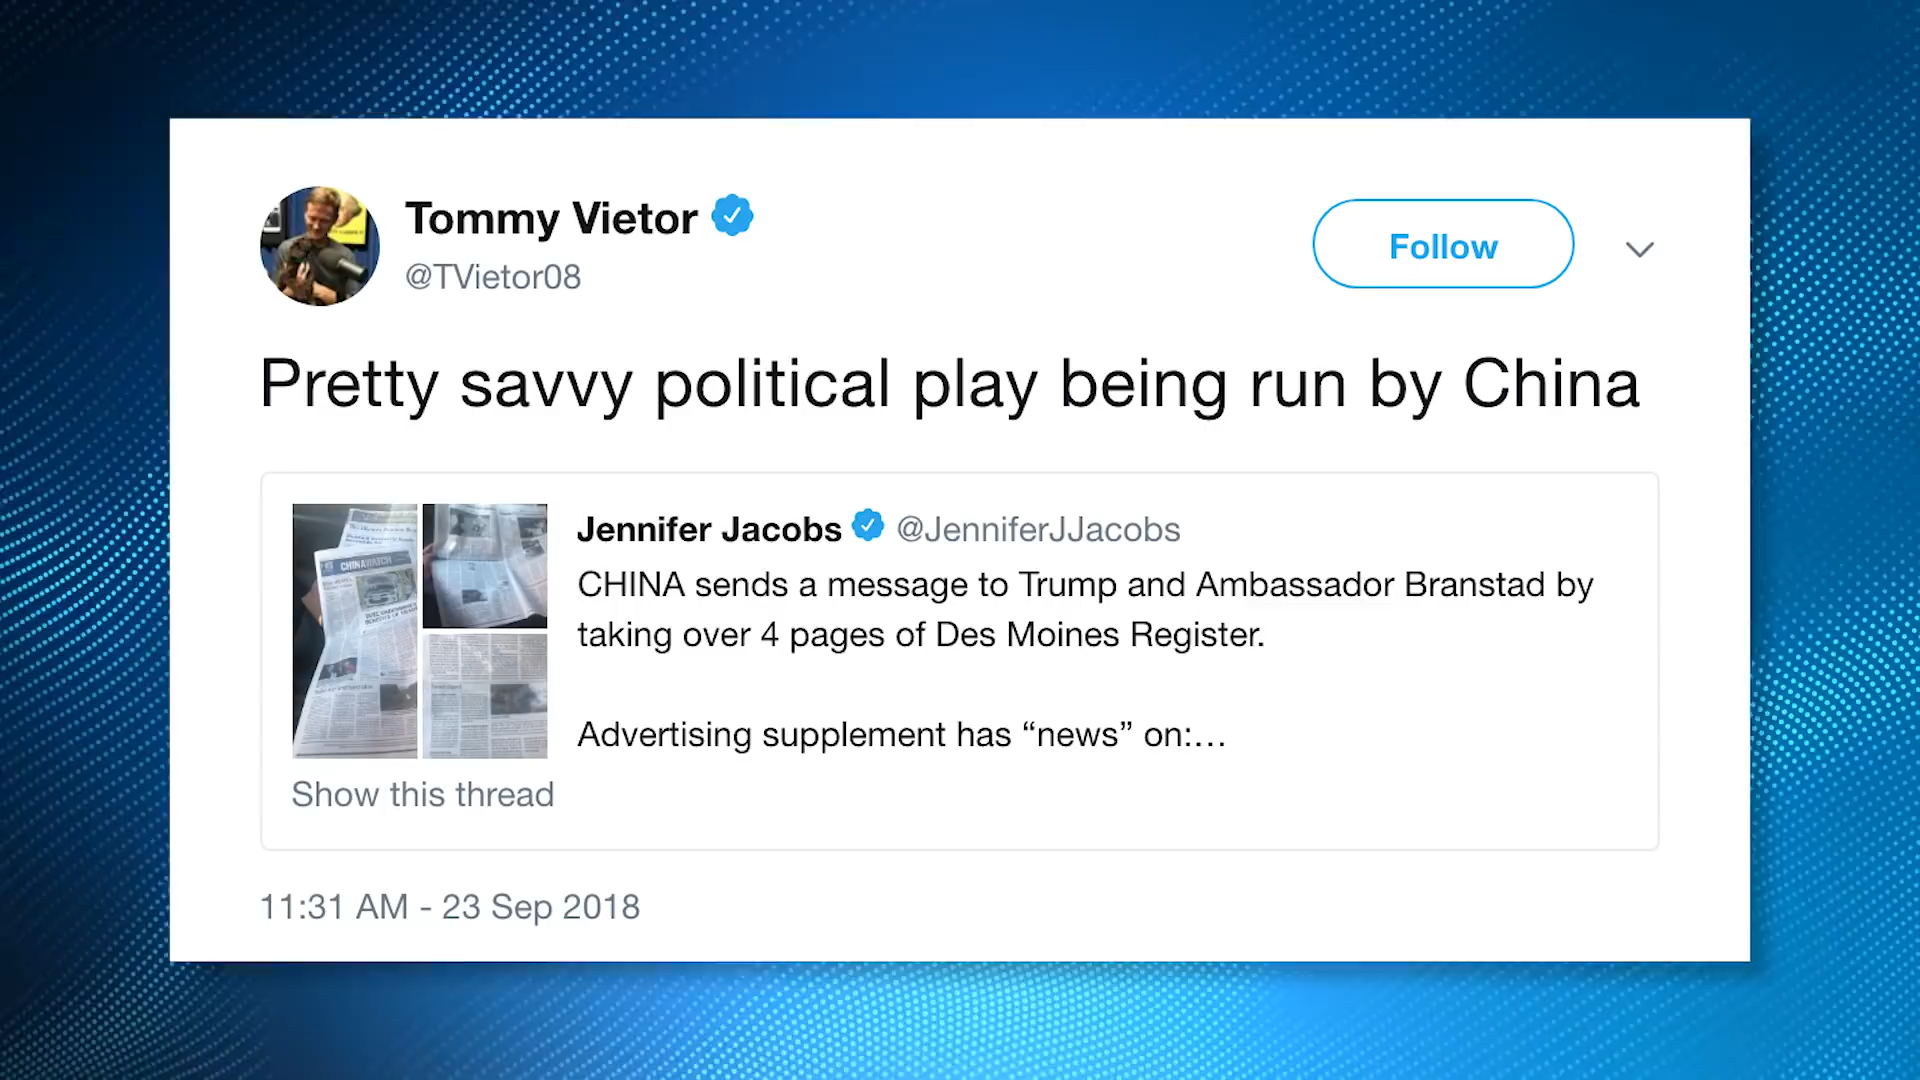 Tommy Vietor
@TVietor08
Follow
Pretty savvy political play being run by China
CHINAWATCH
Jennifer Jacobs @JenniferJJacobs
CHINA sends a message to Trump and Ambassador Branstad by
taking over 4 pages of Des Moines Register.
Advertising supplement has “news” on:…
Show this thread
11:31 AM - 23 Sep 2018